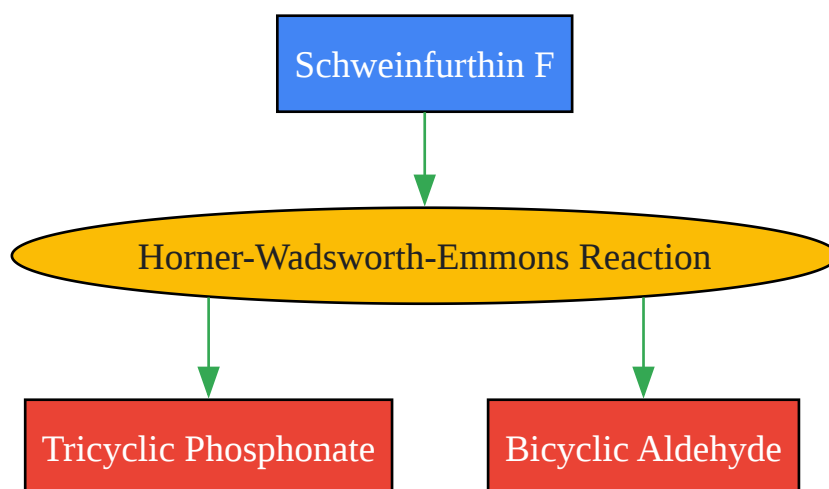 Schweinfurthin F
Horner-Wadsworth-Emmons Reaction
Tricyclic Phosphonate
Bicyclic Aldehyde